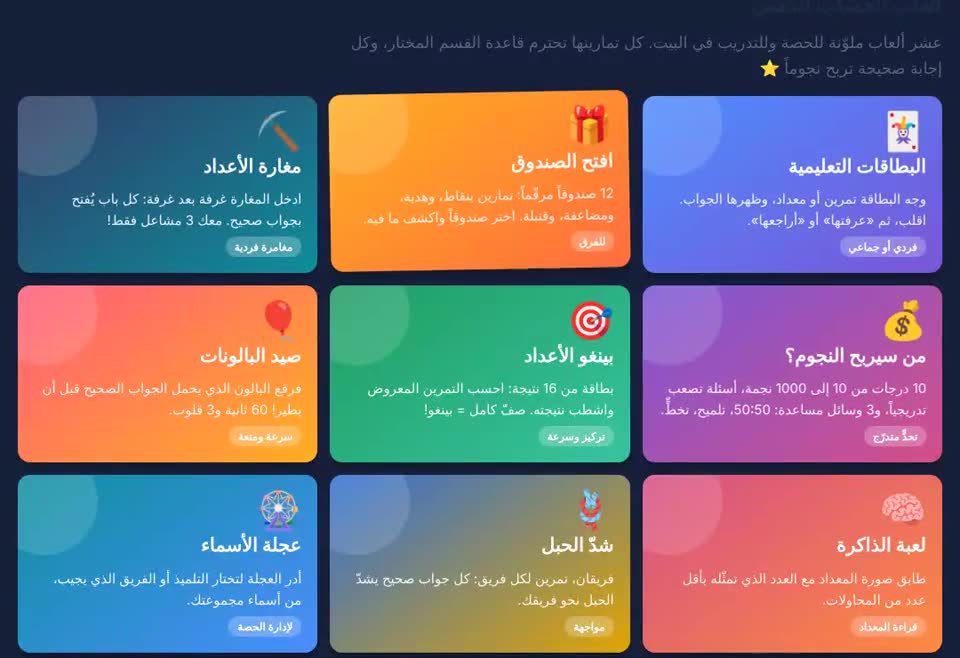 عشر ألعاب ملوّنة للحصة وللتدريب في البيت. كل تمارينها تحترم قاعدة القسم المختار، وكل
إجابة صحيحة تربح نجوماً ⭐
البطاقات التعليمية
وجه البطاقة تمرين أو معداد، وظهرها الجواب.
اقلب، ثم «عرفتها» أو «أراجعها».
فردي أو جماعي
افتح الصندوق
12 صندوقاً مرقّماً: تمارين بنقاط، وهدية،
ومضاعفة، وقنبلة. اختر صندوقاً واكشف ما فيه.
للفرق
مغارة الأعداد
ادخل المغارة غرفة بعد غرفة: كل باب يُفتح
بجواب صحيح. معك 3 مشاعل فقط!
مغامرة فردية
من سيربح النجوم؟
10 درجات من 10 إلى 1000 نجمة، أسئلة تصعب
تدريجياً، و3 وسائل مساعدة: 50:50، تلميح، تخطٍّ.
تحدٍّ متدرّج
بينغو الأعداد
بطاقة من 16 نتيجة: احسب التمرين المعروض
واشطب نتيجته. صفّ كامل = بينغو!
تركيز وسرعة
صيد البالونات
فرقع البالون الذي يحمل الجواب الصحيح قبل أن
يطير! 60 ثانية و3 قلوب.
سرعة ومتعة
لعبة الذاكرة
طابق صورة المعداد مع العدد الذي تمثّله بأقل
عدد من المحاولات.
قراءة المعداد
شدّ الحبل
فريقان، تمرين لكل فريق: كل جواب صحيح يشدّ
الحبل نحو فريقك.
مواجهة
عجلة الأسماء
أدر العجلة لتختار التلميذ أو الفريق الذي يجيب،
من أسماء مجموعتك.
لإدارة الحصة